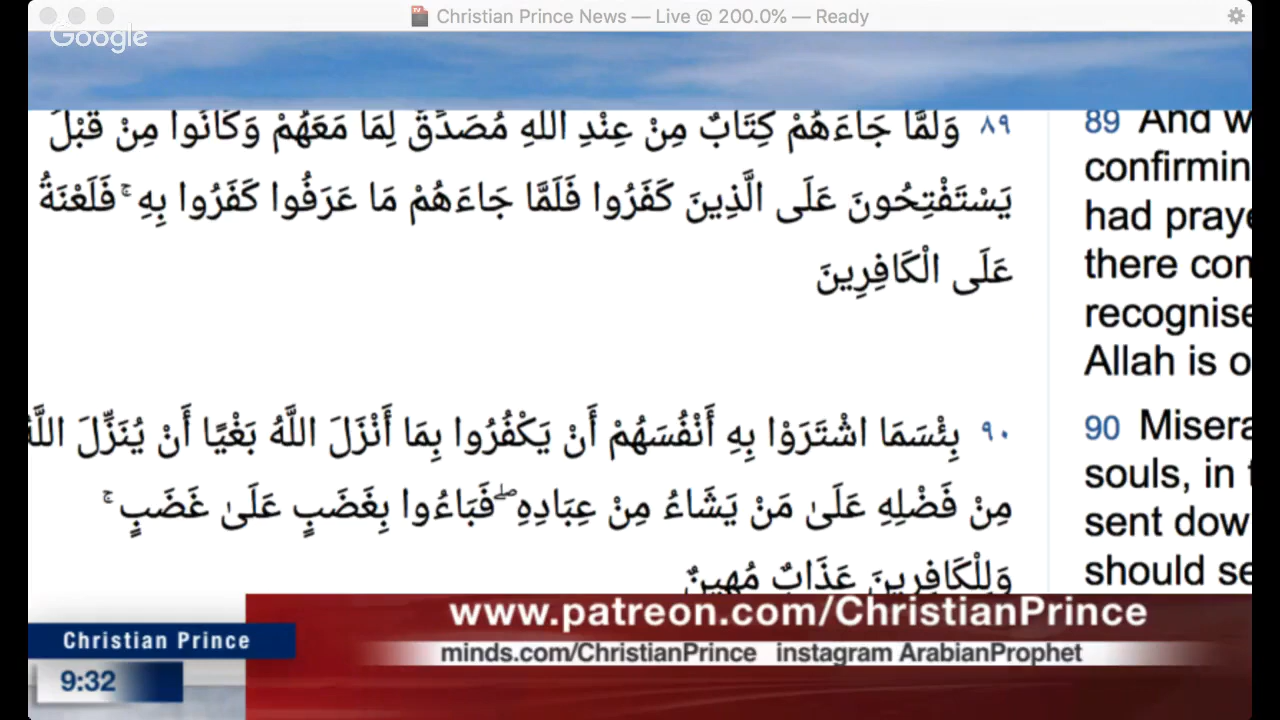 Christian Prince News — Live @ 200.0% — Ready
Google
٨٩ وَلَمَّا جَاءَهُمْ كِتَابٌ مِنْ عِنْدِ اللَّهِ مُصَدِّقٌ لِمَا مَعَهُمْ وَكَانُوا مِنْ قَبْلُ
يَسْتَفْتِحُونَ عَلَى الَّذِينَ كَفَرُوا فَلَمَّا جَاءَهُمْ مَا عَرَفُوا كَفَرُوا بِهِ ۚ فَلَعْنَةُ
عَلَى الْكَافِرِينَ
٩٠ بِئْسَمَا اشْتَرَوْا بِهِ أَنْفُسَهُمْ أَنْ يَكْفُرُوا بِمَا أَنْزَلَ اللَّهُ بَغْيًا أَنْ يُنَزِّلَ اللَّهُ
مِنْ فَضْلِهِ عَلَىٰ مَنْ يَشَاءُ مِنْ عِبَادِهِ ۖ فَبَاءُوا بِغَضَبٍ عَلَىٰ غَضَبٍ ۚ
وَلِلْكَافِرِينَ عَذَابٌ مُهِينٌ
89 And w
confirmin
had praye
there com
recognise
Allah is o
90 Misera
souls, in
sent dow
should se
www.patreon.com/ChristianPrince
Christian Prince
minds.com/ChristianPrince instagram ArabianProphet
9:32